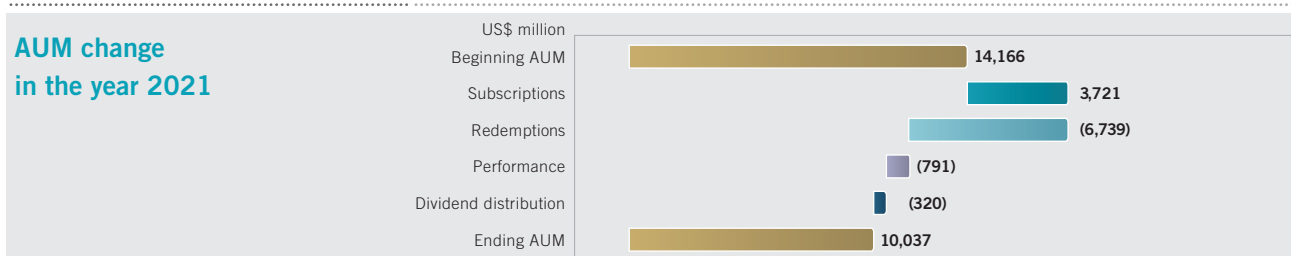 AUM change
in the year 2021
US$ million
Beginning AUM 14,166
Subscriptions 3,721
Redemptions (6,739)
Performance (791)
Dividend distribution (320)
Ending AUM 10,037